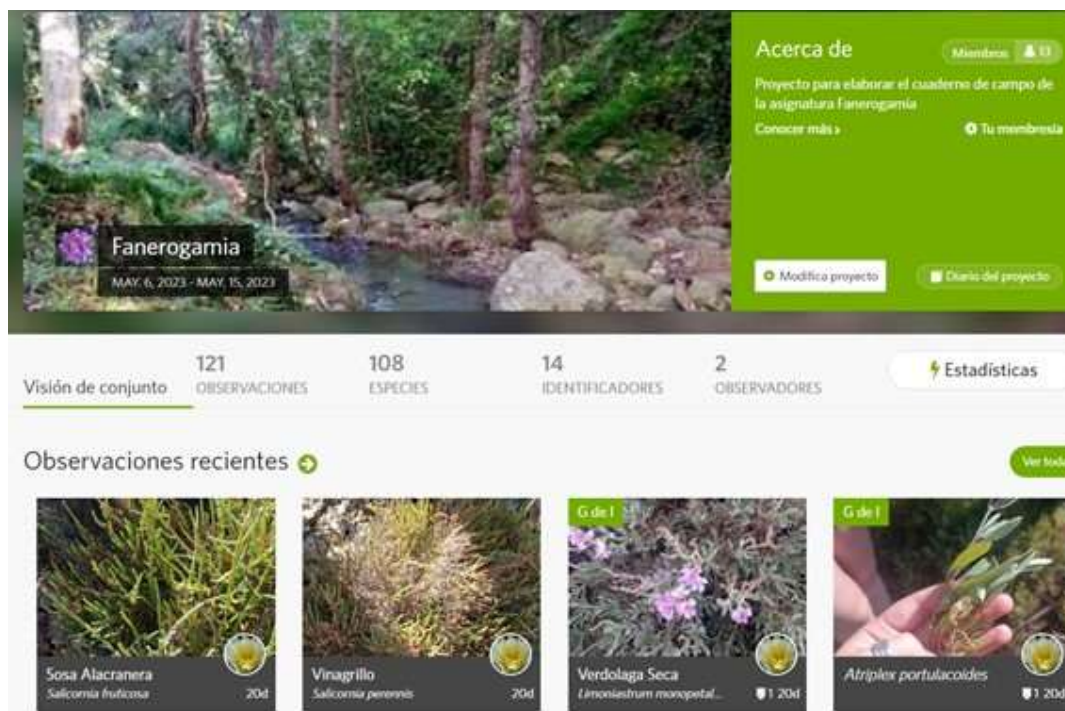 Acerca de
Miembros 13
Proyecto para elaborar el cuaderno de campo de
la asignatura Fanerogamia
Conocer más ›
Tu membresía
Fanerogamia
MAY. 6, 2023 - MAY. 15, 2023
Modifica proyecto
Diario del proyecto
Visión de conjunto
121
OBSERVACIONES
108
ESPECIES
14
IDENTIFICADORES
2
OBSERVADORES
Estadísticas
Observaciones recientes
Ver toda
Sosa Alacranera
Salicornia fruticosa
20d
Vinagrillo
Salicornia perennis
20d
G de I
Verdolaga Seca
Limoniastrum monopetal...
1 20d
G de I
Atriplex portulacoides
1 20d